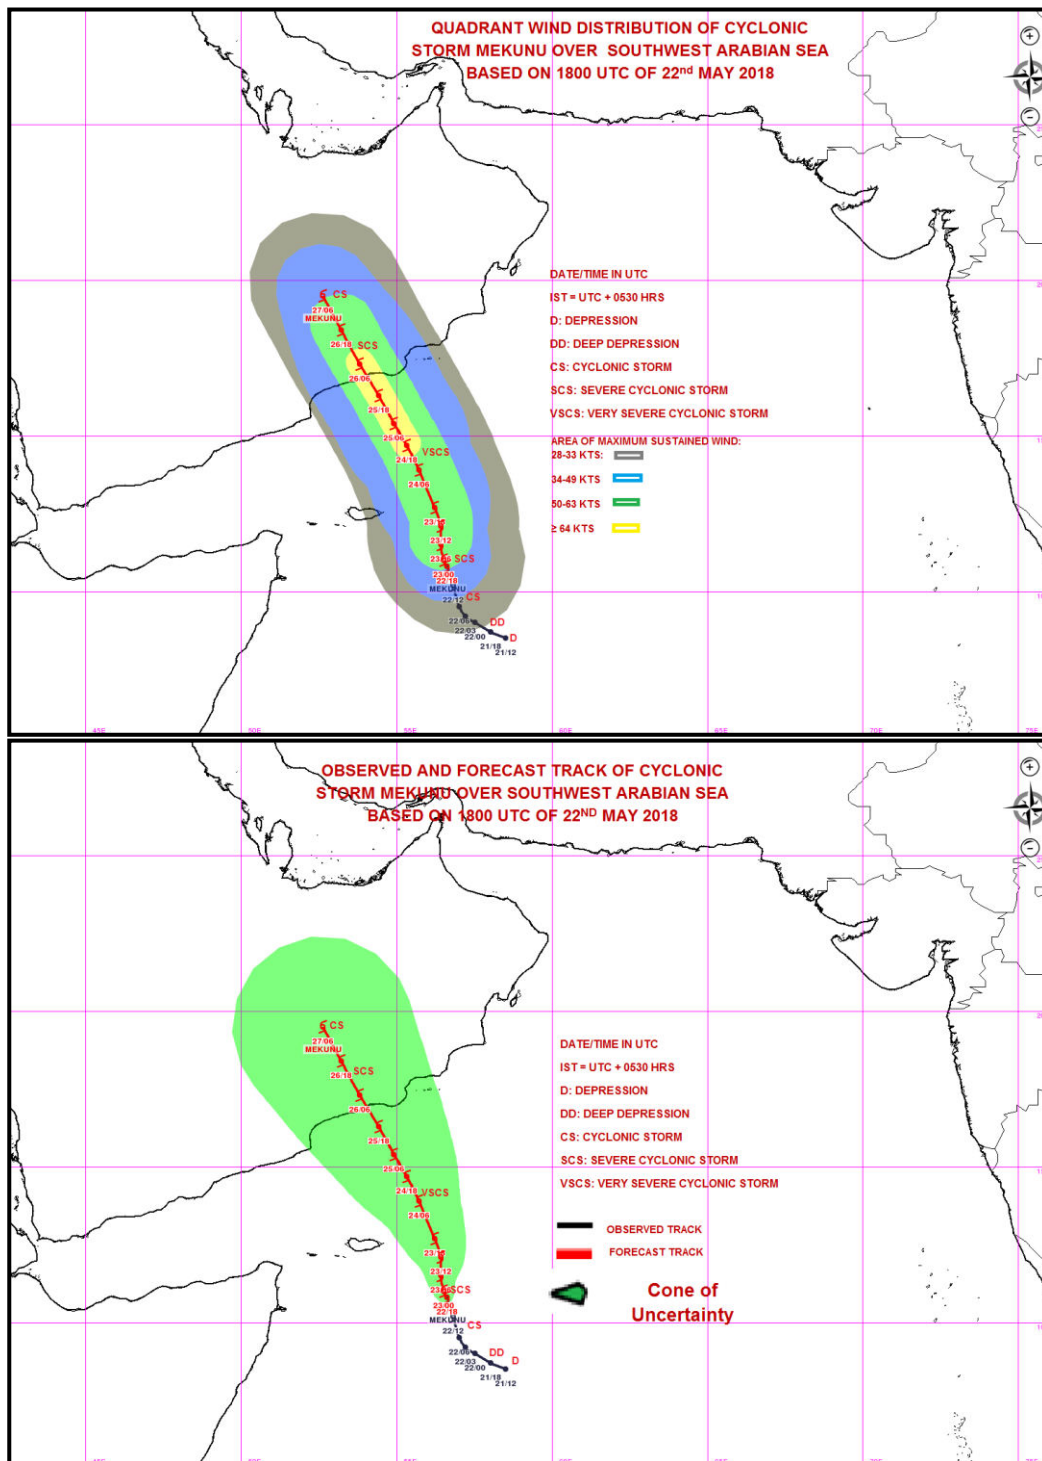 QUADRANT WIND DISTRIBUTION OF CYCLONIC
STORM MEKUNU OVER SOUTHWEST ARABIAN SEA
BASED ON 1800 UTC OF 22nd MAY 2018
DATE/TIME IN UTC
IST = UTC + 0530 HRS
D: DEPRESSION
DD: DEEP DEPRESSION
CS: CYCLONIC STORM
SCS: SEVERE CYCLONIC STORM
VSCS: VERY SEVERE CYCLONIC STORM
AREA OF MAXIMUM SUSTAINED WIND:
28-33 KTS:
34-49 KTS
50-63 KTS
≥ 64 KTS
CS
27/06
MEKUNU
26/18
SCS
26/06
25/18
25/06
24/18
VSCS
24/06
23/12
SCS
23/00
22/18
MEKUNU
22/12
CS
22/06
22/03
DD
22/00
21/18
D
21/12
45E
50E
55E
60E
65E
70E
OBSERVED AND FORECAST TRACK OF CYCLONIC
STORM MEKUNU OVER SOUTHWEST ARABIAN SEA
BASED ON 1800 UTC OF 22ND MAY 2018
DATE/TIME IN UTC
IST = UTC + 0530 HRS
D: DEPRESSION
DD: DEEP DEPRESSION
CS: CYCLONIC STORM
SCS: SEVERE CYCLONIC STORM
VSCS: VERY SEVERE CYCLONIC STORM
OBSERVED TRACK
FORECAST TRACK
Cone of
Uncertainty
CS
27/06
MEKUNU
26/18
SCS
26/06
25/18
25/06
24/18
VSCS
24/06
23/12
SCS
23/00
22/18
MEKUNU
22/12
CS
22/06
22/03
DD
22/00
21/18
D
21/12